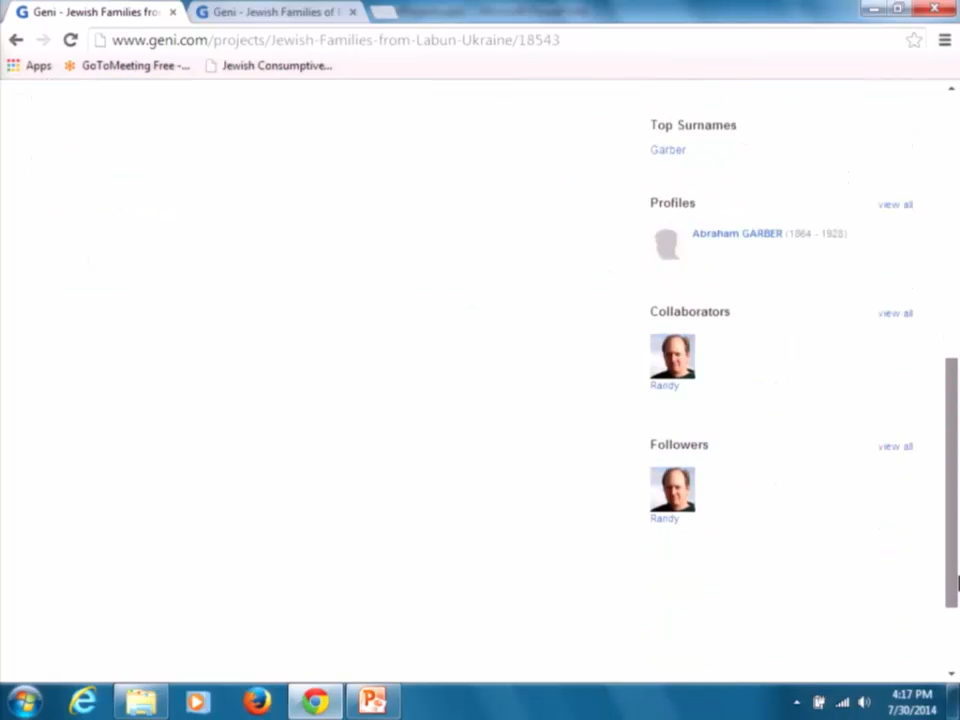 Geni - Jewish Families fro
Geni - Jewish Families of
www.geni.com/projects/Jewish-Families-from-Labun-Ukraine/18543
Apps
GoToMeeting Free -...
Jewish Consumptive...
Top Surnames
Garber
Profiles
view all
Abraham GARBER (1864 - 1928)
Collaborators
view all
Randy
Followers
view all
Randy
4:17 PM
7/30/2014